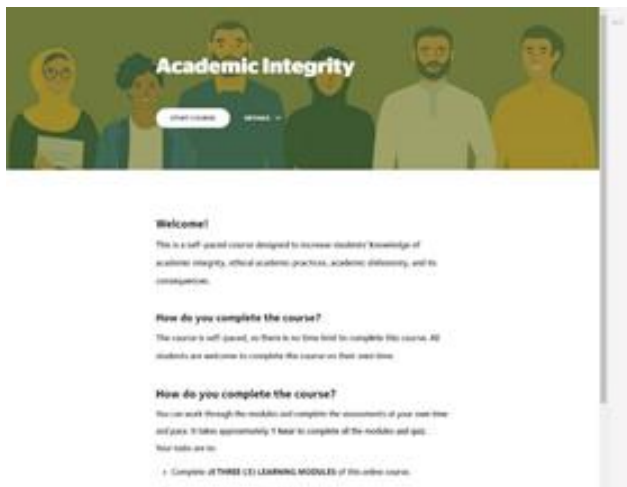 Academic Integrity
START COURSE DETAILS
Welcome!
This is a self-paced course designed to increase students' knowledge of
academic integrity, ethical academic practices, academic dishonesty, and its
consequences.
How do you complete the course?
The course is self-paced, so there is no time limit to complete this course. All
students are welcome to complete the course on their own time.
How do you complete the course?
You can work through the modules and complete the assessments at your own time
and pace. It takes approximately 1 hour to complete all the modules and quiz.
Your tasks are to:
• Complete all THREE (3) LEARNING MODULES of this online course.